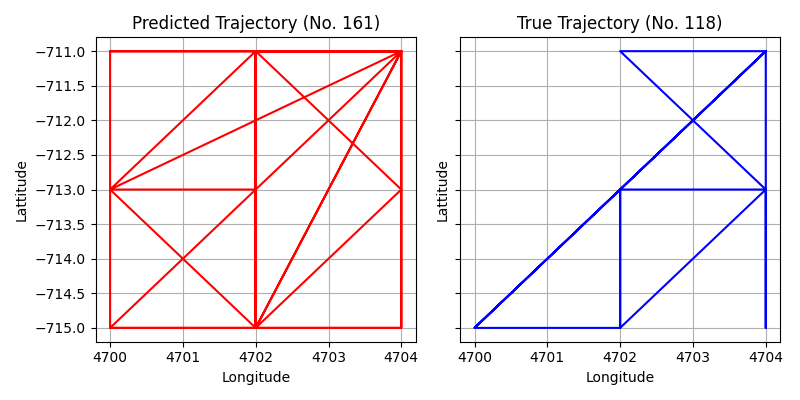 Predicted Trajectory (No. 161)
True Trajectory (No. 118)
−711.0
−711.5
−712.0
−712.5
−713.0
−713.5
−714.0
−714.5
−715.0
Lattitude
Lattitude
4700 4701 4702 4703 4704
4700 4701 4702 4703 4704
Longitude
Longitude